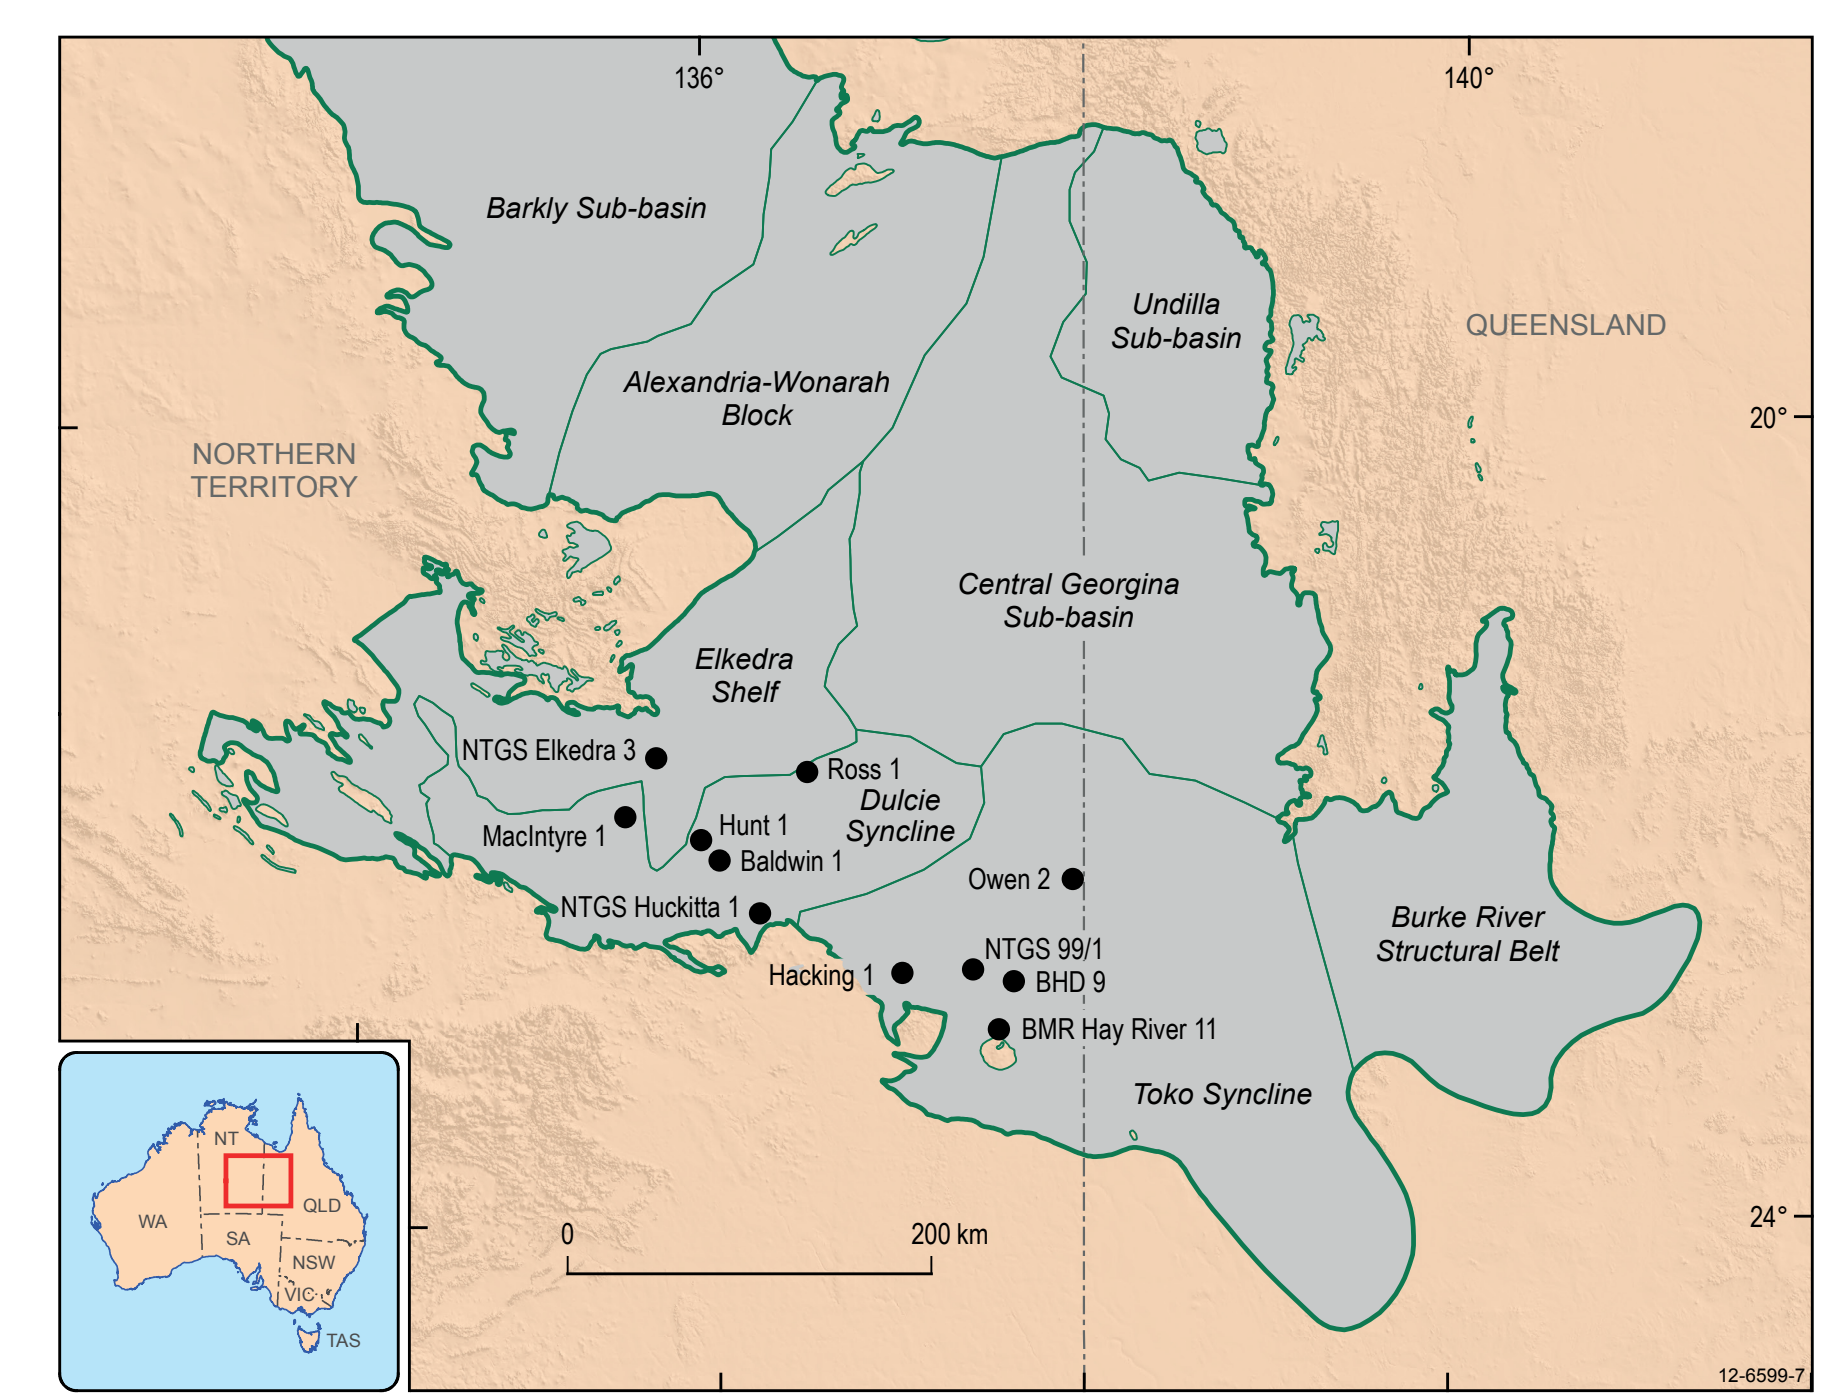 136°
140°
Barkly Sub-basin
Undilla
Sub-basin
QUEENSLAND
Alexandria-Wonarah
Block
20°
NORTHERN
TERRITORY
Central Georgina
Sub-basin
Elkedra
Shelf
NTGS Elkedra 3
Ross 1
Dulcie
Syncline
MacIntyre 1
Hunt 1
Baldwin 1
Owen 2
NTGS Huckitta 1
Burke River
Structural Belt
NTGS 99/1
Hacking 1
BHD 9
BMR Hay River 11
Toko Syncline
24°
0
200 km
NT
WA
QLD
SA
NSW
VIC
TAS
12-6599-7